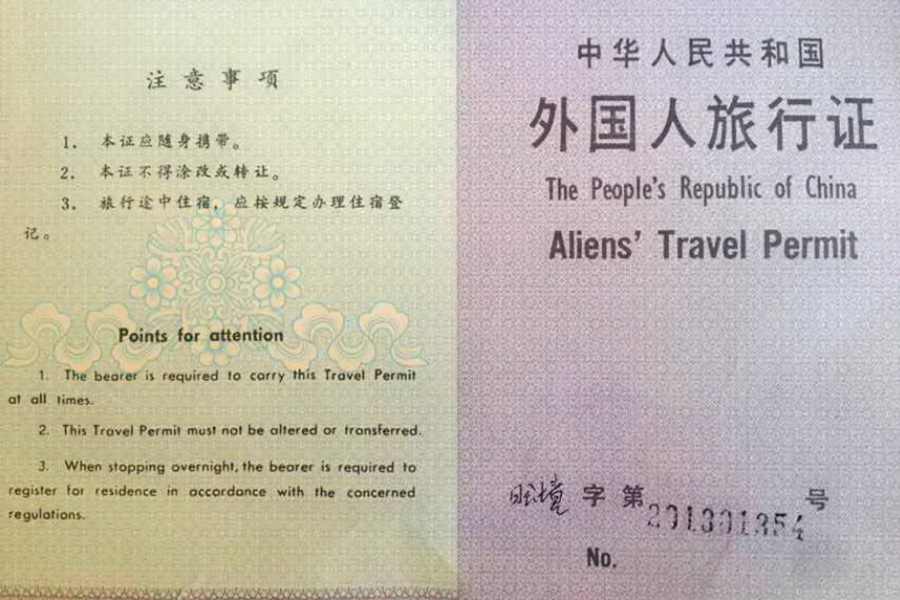 注意事项
1. 本证应随身携带。
2. 本证不得涂改或转让。
3. 旅行途中住宿，应按规定办理住宿登
记。
Points for attention
1. The bearer is required to carry this Travel Permit
at all times.
2. This Travel Permit must not be altered or transferred.
3. When stopping overnight, the bearer is required to
register for residence in accordance with the concerned
regulations.
中华人民共和国
外国人旅行证
The People's Republic of China
Aliens' Travel Permit
境 字 第 201301354 号
No.